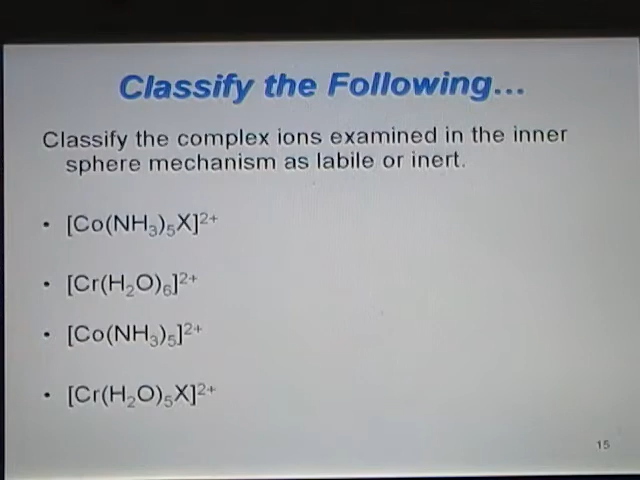 Classify the Following...
Classify the complex ions examined in the inner
sphere mechanism as labile or inert.
• [Co(NH₃)₅X]²⁺
• [Cr(H₂O)₆]²⁺
• [Co(NH₃)₅]²⁺
• [Cr(H₂O)₅X]²⁺
15